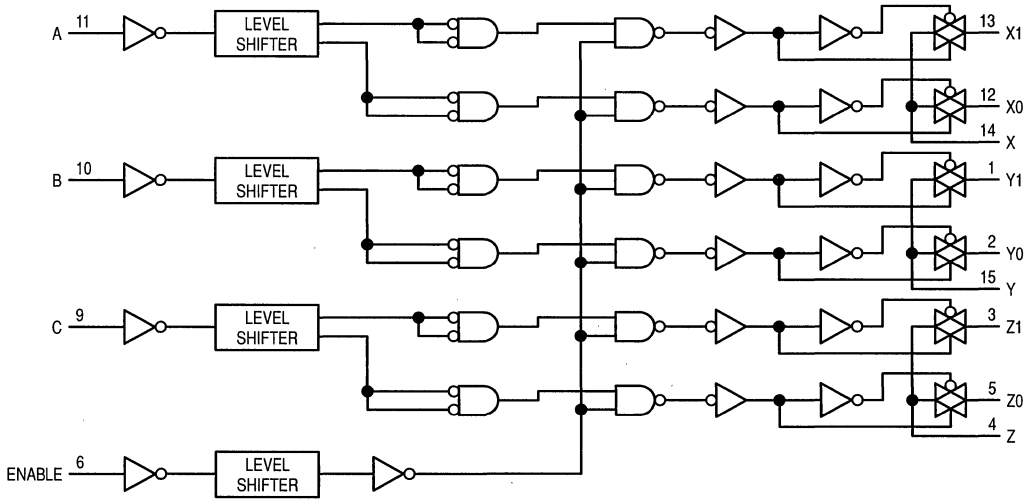 A 11 LEVEL SHIFTER 13 X1
12 X0
14 X
B 10 LEVEL SHIFTER 1 Y1
2 Y0
15 Y
C 9 LEVEL SHIFTER 3 Z1
5 Z0
4 Z
ENABLE 6 LEVEL SHIFTER